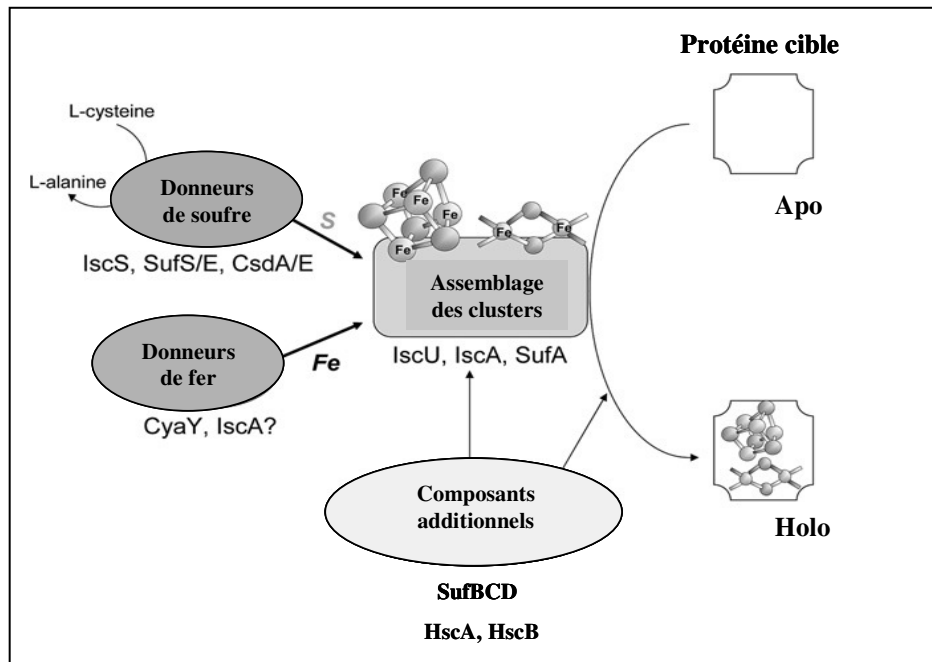 Protéine cible
L-cysteine
L-alanine
Donneurs
de soufre
S
IscS, SufS/E, CsdA/E
Fe
Fe
Fe
Fe
Fe
Fe
Assemblage
des clusters
IscU, IscA, SufA
Apo
Donneurs
de fer
Fe
CyaY, IscA?
Composants
additionnels
SufBCD
HscA, HscB
Holo